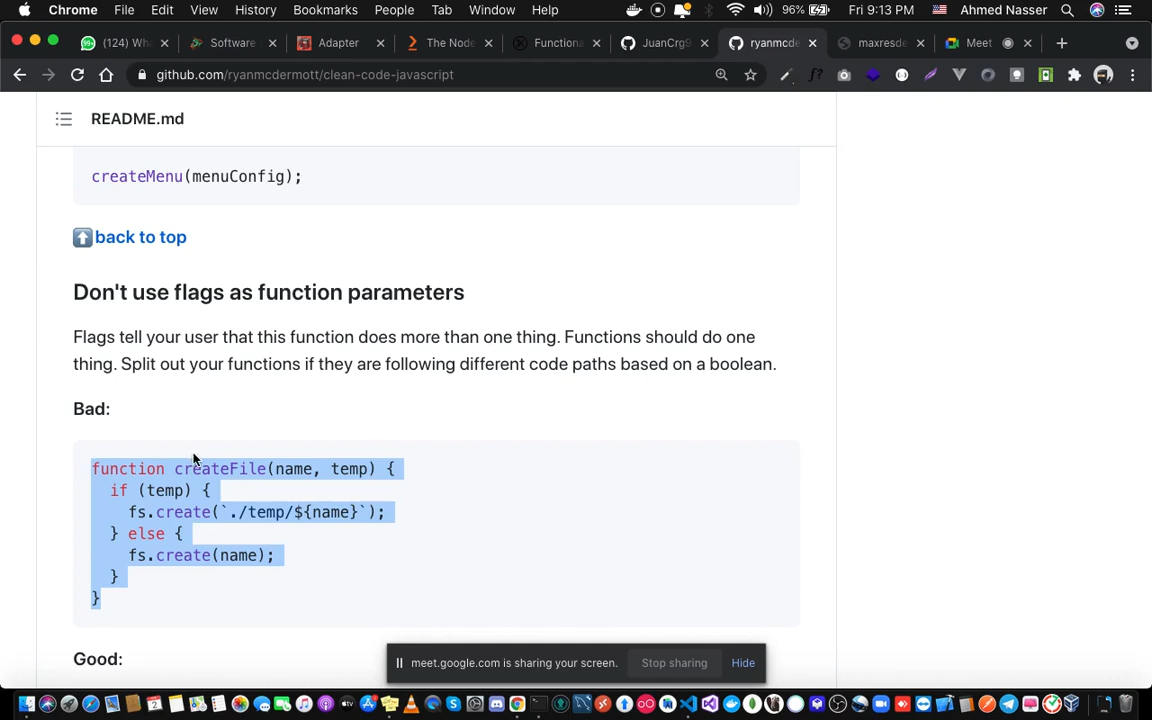 Chrome File Edit View History Bookmarks People Tab Window Help 96% Fri 9:13 PM Ahmed Nasser
(124) Wha Software Adapter The Node Functiona JuanCrg9 ryanmcde maxresde Meet
github.com/ryanmcdermott/clean-code-javascript
README.md
createMenu(menuConfig);
back to top
Don't use flags as function parameters
Flags tell your user that this function does more than one thing. Functions should do one
thing. Split out your functions if they are following different code paths based on a boolean.
Bad:
function createFile(name, temp) {
if (temp) {
fs.create(`./temp/${name}`);
} else {
fs.create(name);
}
}
Good:
meet.google.com is sharing your screen. Stop sharing Hide